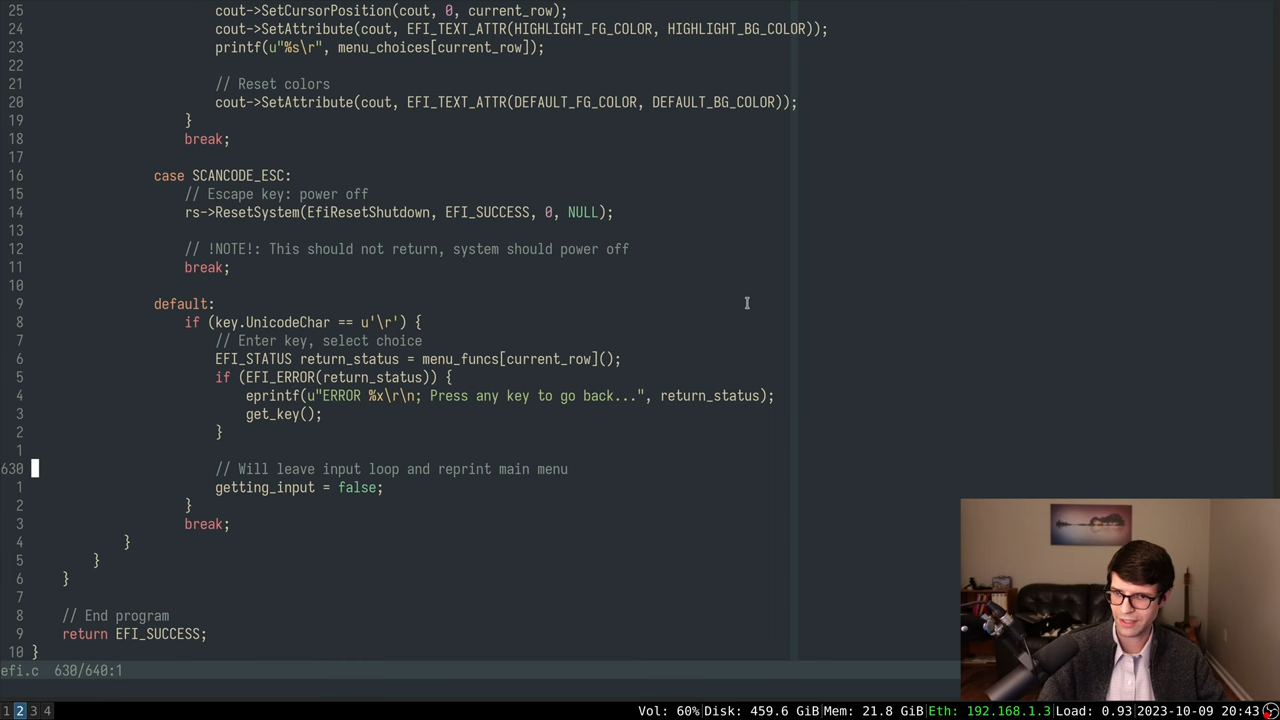 25 cout->SetCursorPosition(cout, 0, current_row);
24 cout->SetAttribute(cout, EFI_TEXT_ATTR(HIGHLIGHT_FG_COLOR, HIGHLIGHT_BG_COLOR));
23 printf(u"%s\r", menu_choices[current_row]);
22
21 // Reset colors
20 cout->SetAttribute(cout, EFI_TEXT_ATTR(DEFAULT_FG_COLOR, DEFAULT_BG_COLOR));
19 }
18 break;
17
16 case SCANCODE_ESC:
15 // Escape key: power off
14 rs->ResetSystem(EfiResetShutdown, EFI_SUCCESS, 0, NULL);
13
12 // !NOTE!: This should not return, system should power off
11 break;
10
9 default:
8 if (key.UnicodeChar == u'\r') {
7 // Enter key, select choice
6 EFI_STATUS return_status = menu_funcs[current_row]();
5 if (EFI_ERROR(return_status)) {
4 eprintf(u"ERROR %x\r\n; Press any key to go back...", return_status);
3 get_key();
2 }
1
630 // Will leave input loop and reprint main menu
1 getting_input = false;
2 }
3 break;
4 }
5 }
6 }
7
8 // End program
9 return EFI_SUCCESS;
10 }
efi.c 630/640:1
1 2 3 4 Vol: 60% Disk: 459.6 GiB Mem: 21.8 GiB Eth: 192.168.1.3 Load: 0.93 2023-10-09 20:43